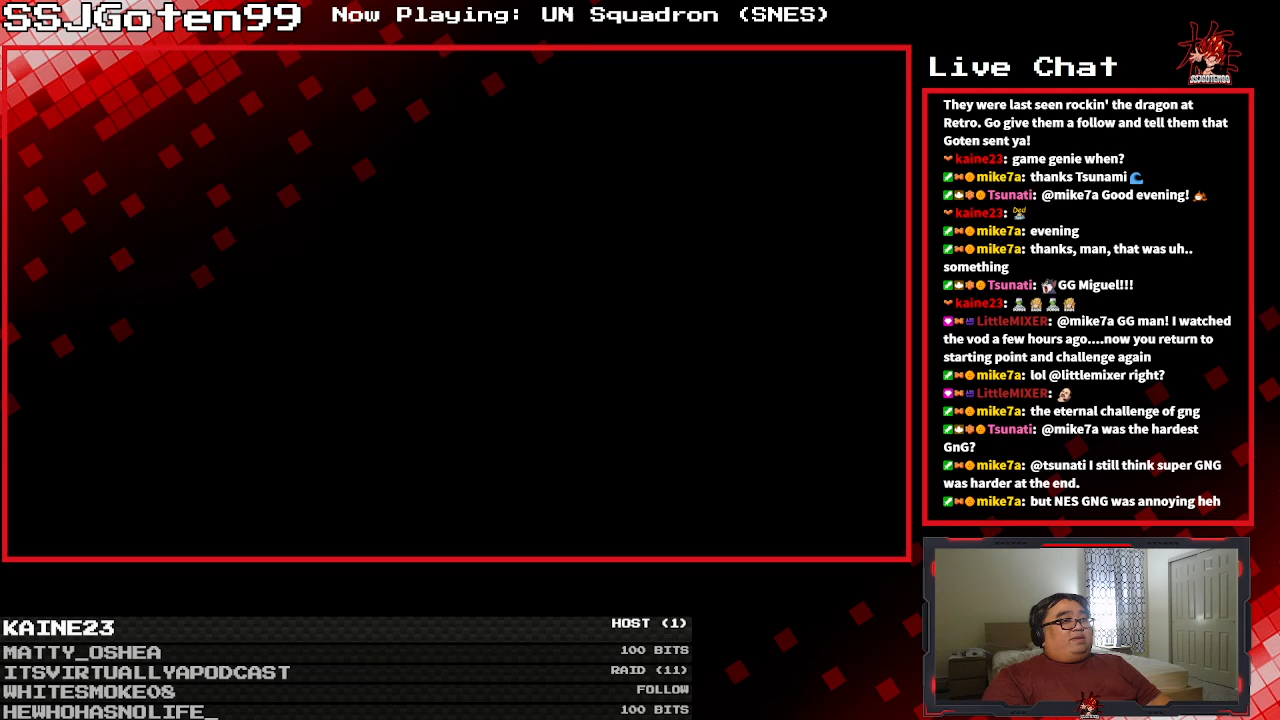 SSJGoten99
Now Playing: UN Squadron (SNES)
Live Chat
SSJGOTEN99
They were last seen rockin' the dragon at
Retro. Go give them a follow and tell them that
Goten sent ya!
kaine23: game genie when?
mike7a: thanks Tsunami
Tsunati: @mike7a Good evening!
kaine23: Ded
mike7a: evening
mike7a: thanks, man, that was uh..
something
Tsunati: GG Miguel!!!
kaine23:
LittleMIXER: @mike7a GG man! I watched
the vod a few hours ago....now you return to
starting point and challenge again
mike7a: lol @littlemixer right?
LittleMIXER:
mike7a: the eternal challenge of gng
Tsunati: @mike7a was the hardest
GnG?
mike7a: @tsunati I still think super GNG
was harder at the end.
mike7a: but NES GNG was annoying heh
KAINE23 HOST (1)
MATTY_OSHEA 100 BITS
ITSVIRTUALLYAPODCAST RAID (11)
WHITESMOKE08 FOLLOW
HEWHOHASNOLIFE_ 100 BITS